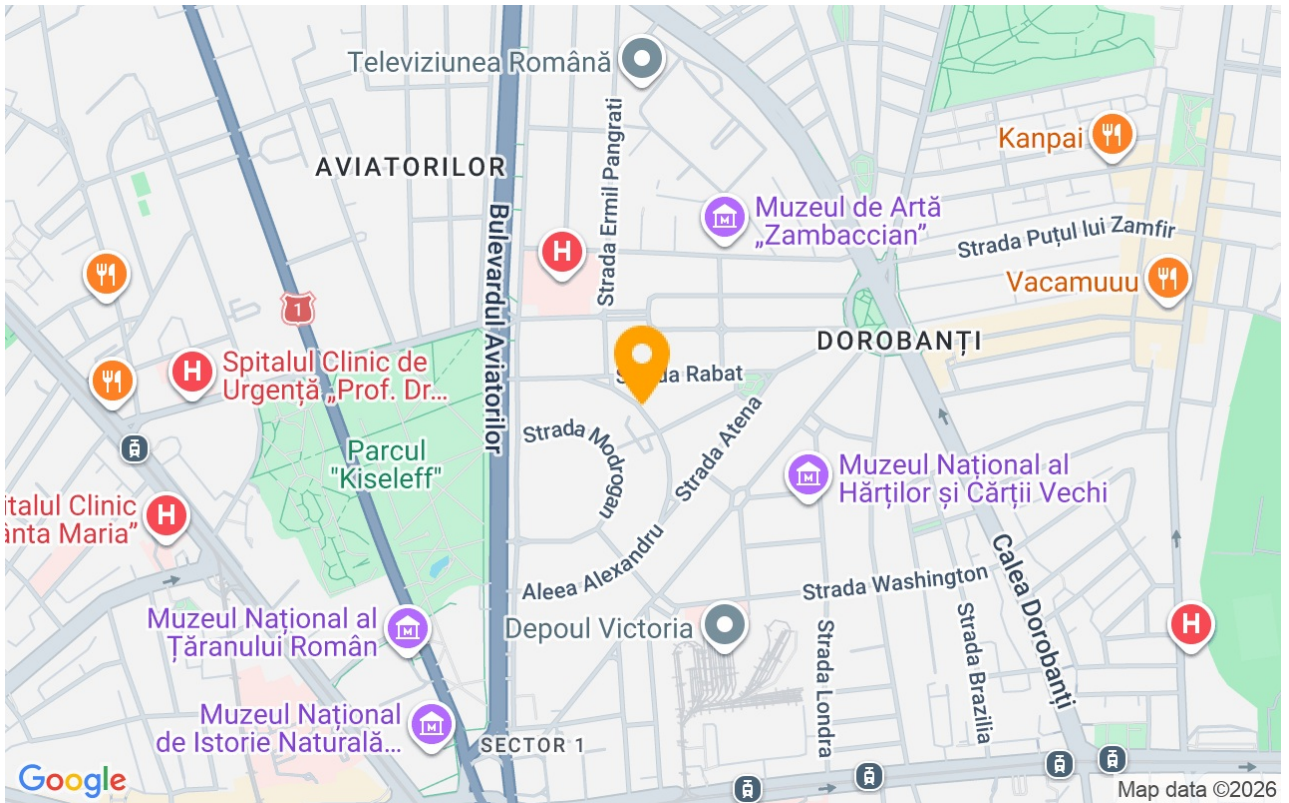 Televiziunea Română
Strada Ermil Pangrati
AVIATORILOR
Kanpai
Muzeul de Artă
„Zambaccian”
Strada Puțul lui Zamfir
Bulevardul Aviatorilor
H
Vacamuuu
1
DOROBANȚI
H
Spitalul Clinic de
Urgență „Prof. Dr...
Rabat
Strada Modrogan
Strada Atena
Parcul
"Kiseleff"
Muzeul Național al
Hărților și Cărții Vechi
Clinic
Maria”
H
Calea Dorobanți
Aleea Alexandru
Strada Washington
Muzeul Național al
Țăranului Român
Depoul Victoria
Strada Londra
Strada Brazilia
H
Muzeul Național
de Istorie Naturală...
SECTOR 1
Google
Map data ©2026